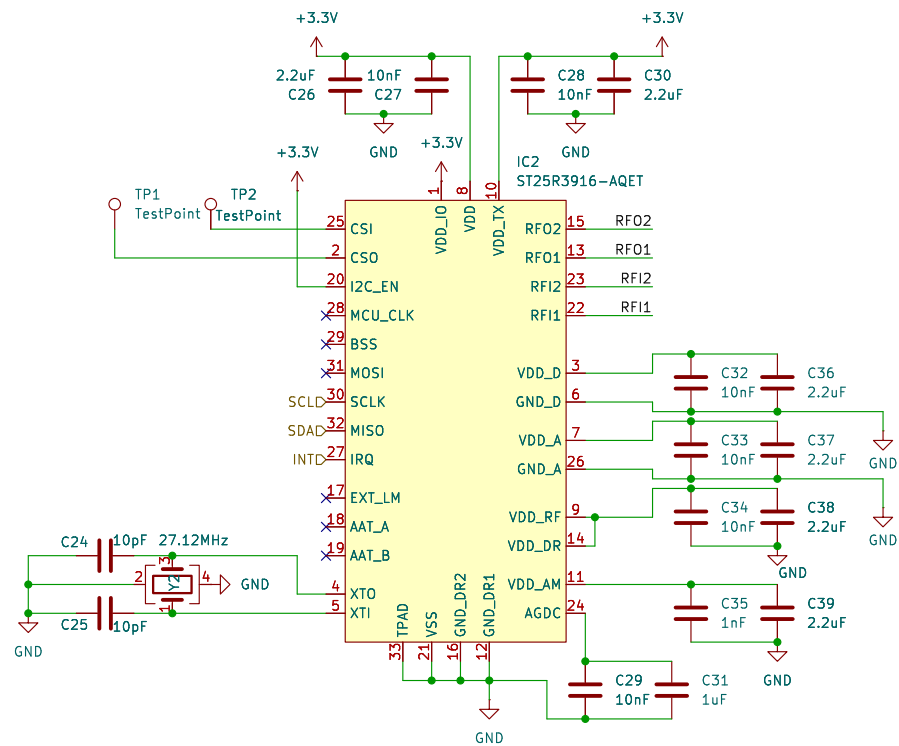 +3.3V
+3.3V
2.2uF
C26
10nF
C27
C28
10nF
C30
2.2uF
GND
GND
+3.3V
+3.3V
IC2
ST25R3916-AQET
TP1
TestPoint
TP2
TestPoint
1
8
10
VDD_IO
VDD
VDD_TX
25
CSI
2
CSO
20
I2C_EN
28
MCU_CLK
29
BSS
31
MOSI
SCL
30
SCLK
SDA
32
MISO
INT
27
IRQ
17
EXT_LM
18
AAT_A
19
AAT_B
4
XTO
5
XTI
RFO2
15
RFO2
RFO1
13
RFO1
RFI2
23
RFI2
RFI1
22
RFI1
VDD_D
3
GND_D
6
VDD_A
7
GND_A
26
VDD_RF
9
VDD_DR
14
VDD_AM
11
AGDC
24
C32
10nF
C36
2.2uF
GND
C33
10nF
C37
2.2uF
GND
C34
10nF
C38
2.2uF
GND
C35
1nF
C39
2.2uF
GND
C24
10pF
27.12MHz
3
2
Y2
4
GND
1
C25
10pF
GND
TPAD
VSS
GND_DR2
GND_DR1
33
21
16
12
GND
C29
10nF
C31
1uF